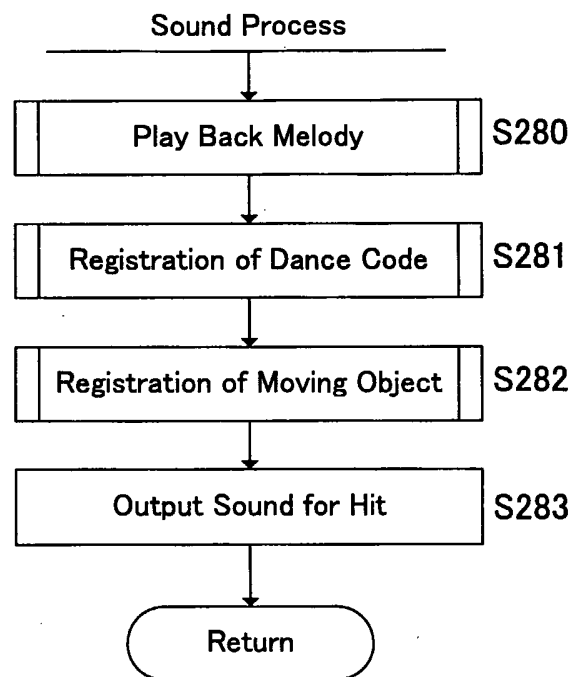 Sound Process
Play Back Melody S280
Registration of Dance Code S281
Registration of Moving Object S282
Output Sound for Hit S283
Return